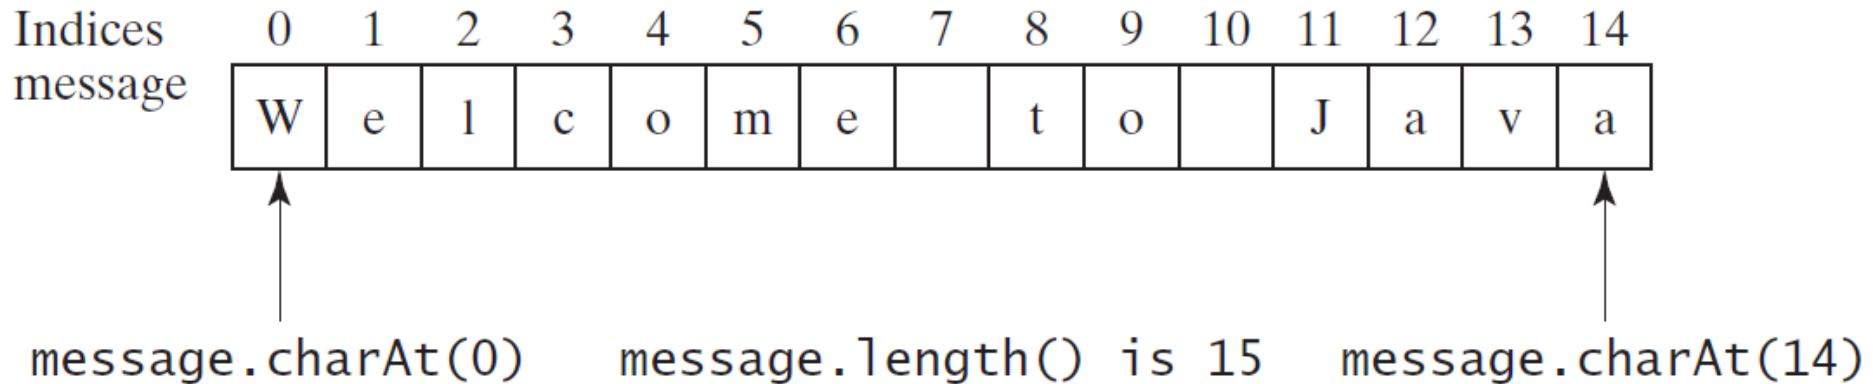 Indices 0 1 2 3 4 5 6 7 8 9 10 11 12 13 14
message W e l c o m e t o J a v a
message.charAt(0) message.length() is 15 message.charAt(14)